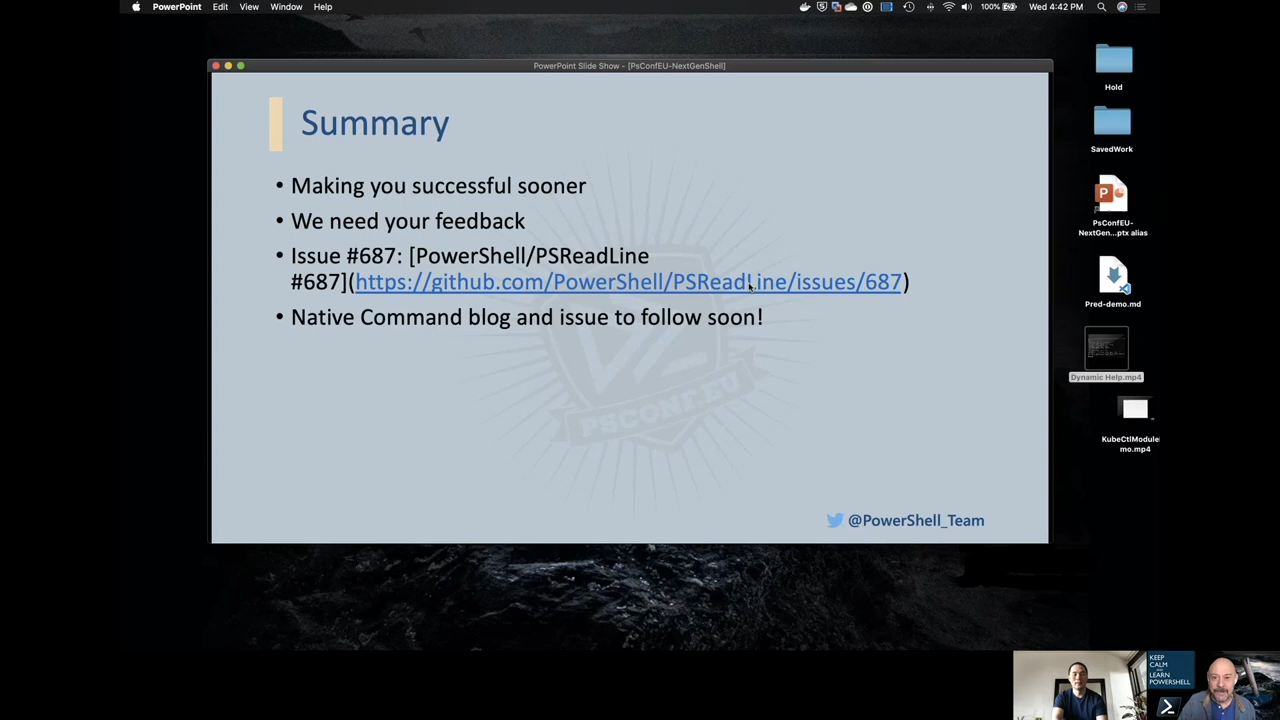 PowerPoint Edit View Window Help
100% Wed 4:42 PM
PowerPoint Slide Show - [PsConfEU-NextGenShell]
Summary
• Making you successful sooner
• We need your feedback
• Issue #687: [PowerShell/PSReadLine
#687](https://github.com/PowerShell/PSReadLine/issues/687)
• Native Command blog and issue to follow soon!
PSCONFEU
@PowerShell_Team
Hold
SavedWork
PsConfEU-
NextGen...ptx alias
Pred-demo.md
Dynamic Help.mp4
KubeCtlModule
mo.mp4
KEEP
CALM
AND
LEARN
POWERSHELL